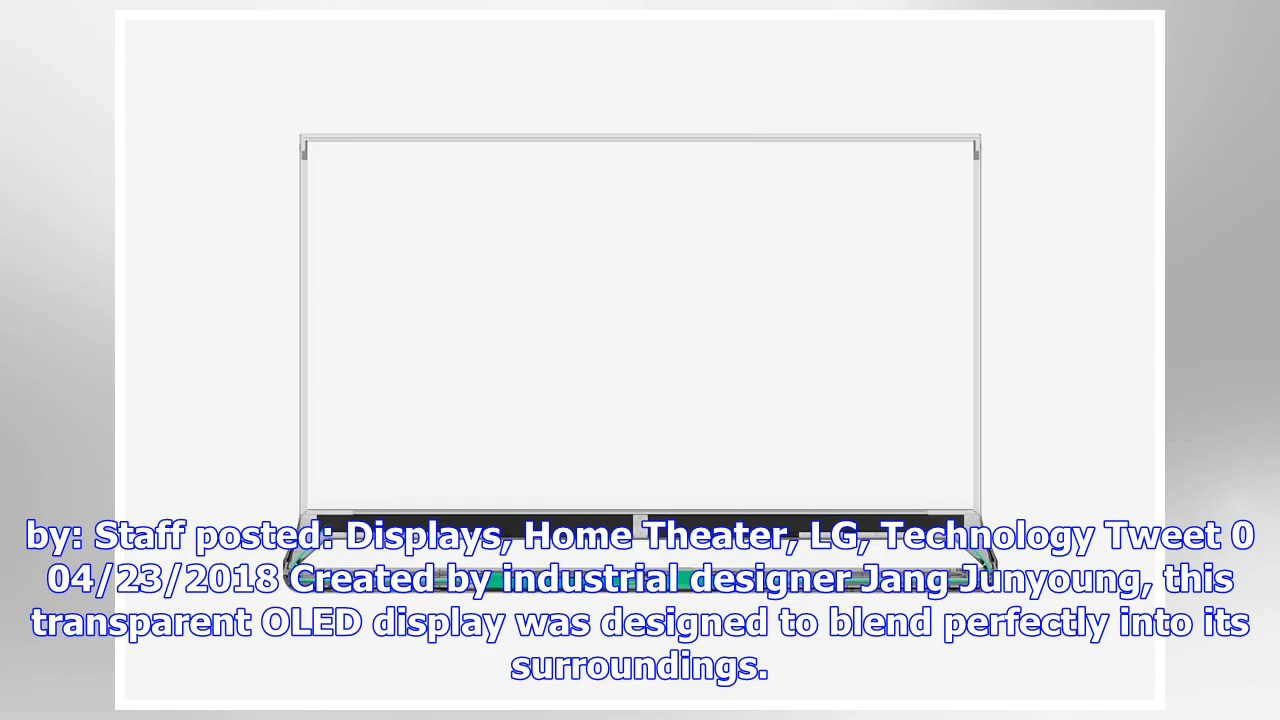 by: Staff posted: Displays, Home Theater, LG, Technology Tweet 0
04/23/2018 Created by industrial designer Jang Junyoung, this
transparent OLED display was designed to blend perfectly into its
surroundings.